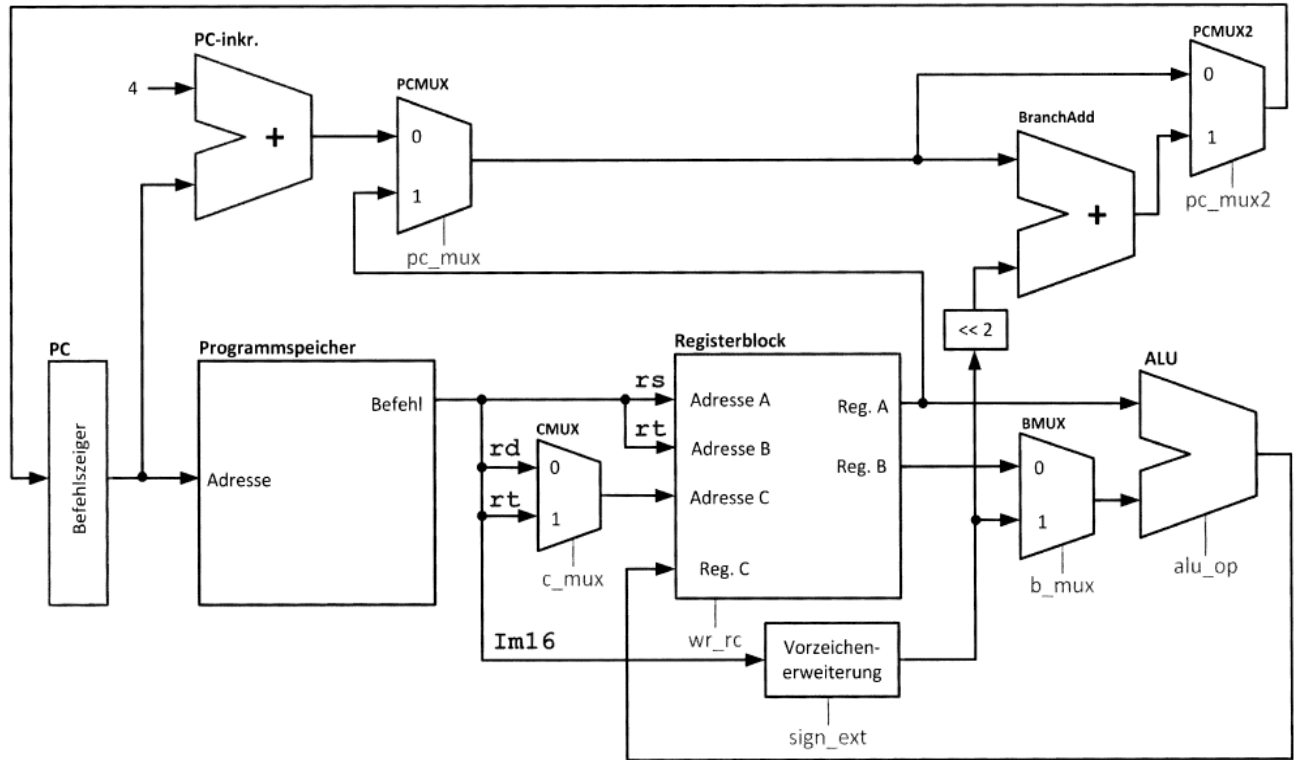 PC-inkr.
4
+
PCMUX
0
1
pc_mux
BranchAdd
+
PCMUX2
0
1
pc_mux2
<< 2
PC
Befehlszeiger
Programmspeicher
Befehl
Adresse
rs
rt
rd
rt
CMUX
0
1
c_mux
Im16
Registerblock
Adresse A
Adresse B
Adresse C
Reg. A
Reg. B
Reg. C
wr_rc
Vorzeichen-
erweiterung
sign_ext
BMUX
0
1
b_mux
ALU
alu_op